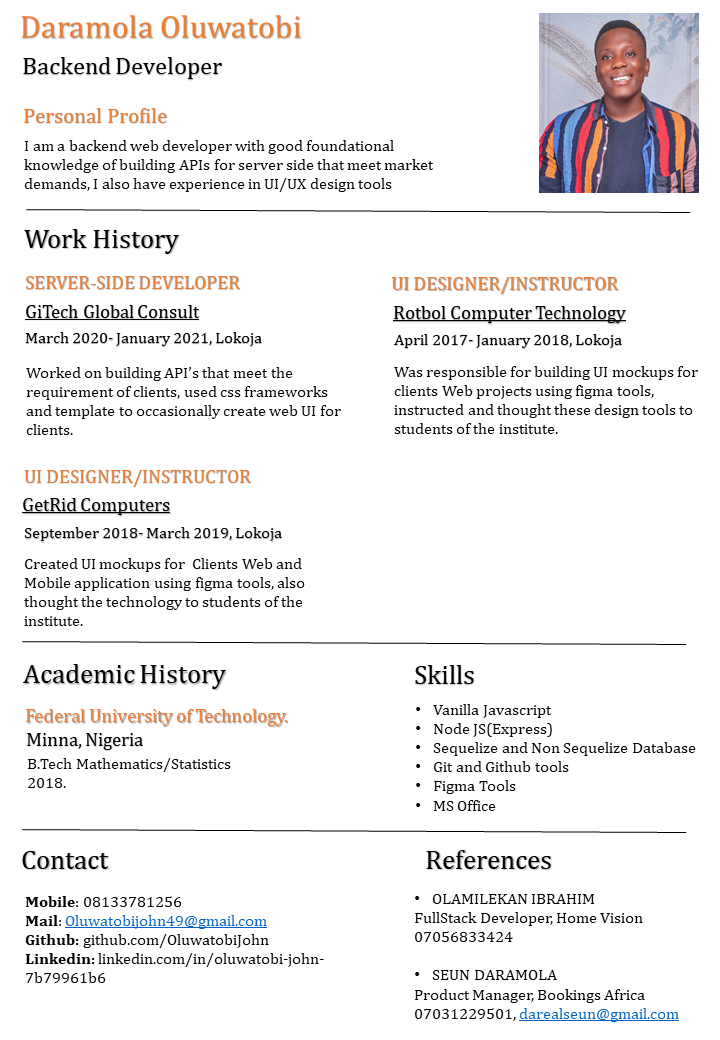 Daramola Oluwatobi
Backend Developer
Personal Profile
I am a backend web developer with good foundational
knowledge of building APIs for server side that meet market
demands, I also have experience in UI/UX design tools
Work History
SERVER-SIDE DEVELOPER
GiTech Global Consult
March 2020- January 2021, Lokoja
Worked on building API’s that meet the
requirement of clients, used css frameworks
and template to occasionally create web UI for
clients.
UI DESIGNER/INSTRUCTOR
Rotbol Computer Technology
April 2017- January 2018, Lokoja
Was responsible for building UI mockups for
clients Web projects using figma tools,
instructed and thought these design tools to
students of the institute.
UI DESIGNER/INSTRUCTOR
GetRid Computers
September 2018- March 2019, Lokoja
Created UI mockups for Clients Web and
Mobile application using figma tools, also
thought the technology to students of the
institute.
Academic History
Federal University of Technology.
Minna, Nigeria
B.Tech Mathematics/Statistics
2018.
Skills
• Vanilla Javascript
• Node JS(Express)
• Sequelize and Non Sequelize Database
• Git and Github tools
• Figma Tools
• MS Office
Contact
Mobile: 08133781256
Mail: Oluwatobijohn49@gmail.com
Github: github.com/OluwatobiJohn
Linkedin: linkedin.com/in/oluwatobi-john-
7b79961b6
References
• OLAMILEKAN IBRAHIM
FullStack Developer, Home Vision
07056833424
• SEUN DARAMOLA
Product Manager, Bookings Africa
07031229501, darealseun@gmail.com